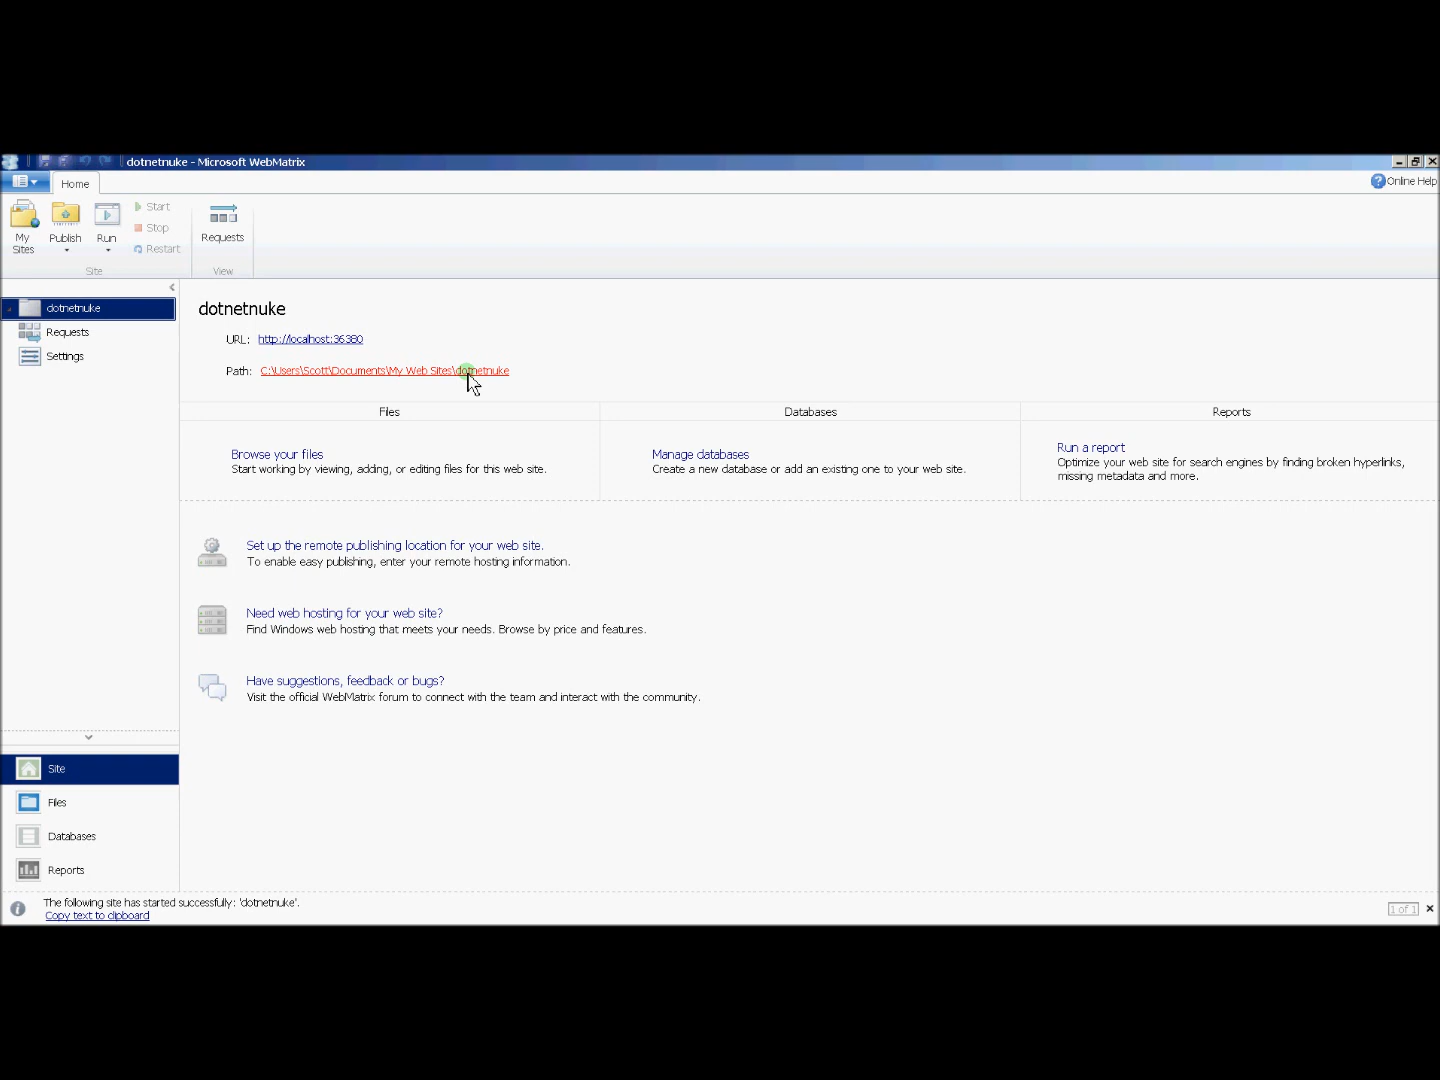 dotnetnuke - Microsoft WebMatrix
Home
Online Help
My Sites
Publish
Run
Start
Stop
Restart
Requests
Site
View
dotnetnuke
Requests
Settings
dotnetnuke
URL: http://localhost:36380
Path: C:\Users\Scott\Documents\My Web Sites\dotnetnuke
Files
Databases
Reports
Browse your files
Start working by viewing, adding, or editing files for this web site.
Manage databases
Create a new database or add an existing one to your web site.
Run a report
Optimize your web site for search engines by finding broken hyperlinks,
missing metadata and more.
Set up the remote publishing location for your web site.
To enable easy publishing, enter your remote hosting information.
Need web hosting for your web site?
Find Windows web hosting that meets your needs. Browse by price and features.
Have suggestions, feedback or bugs?
Visit the official WebMatrix forum to connect with the team and interact with the community.
Site
Files
Databases
Reports
The following site has started successfully: 'dotnetnuke'.
Copy text to clipboard
1 of 1